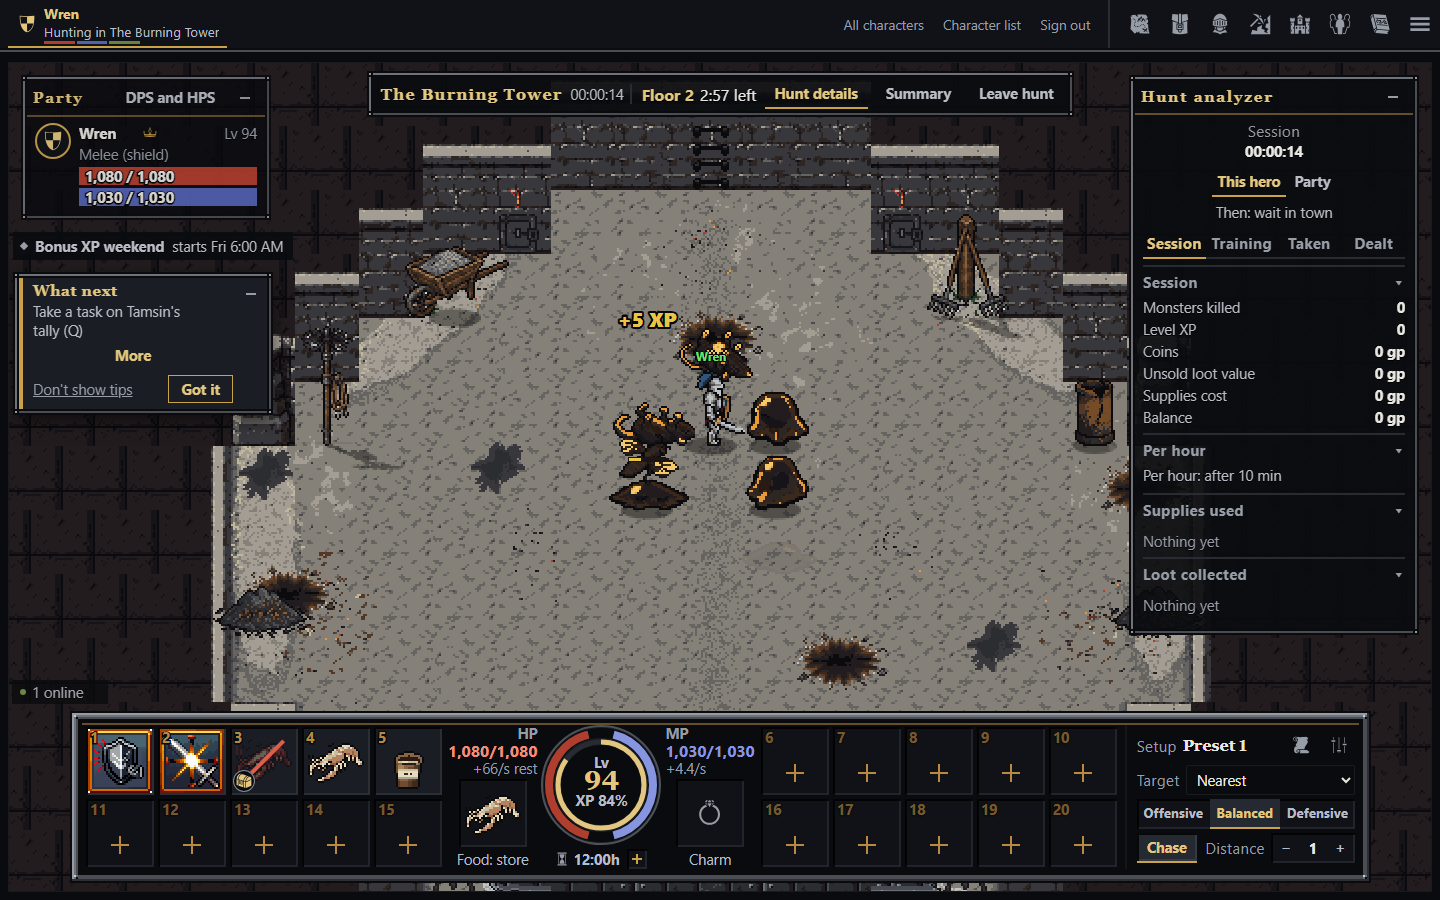 Wren
Hunting in The Burning Tower
All characters
Character list
Sign out
Party
DPS and HPS
Wren
Lv 94
Melee (shield)
1,080 / 1,080
1,030 / 1,030
Bonus XP weekend starts Fri 6:00 AM
What next
Take a task on Tamsin's
tally (Q)
More
Don't show tips
Got it
The Burning Tower 00:00:14
Floor 2 2:57 left
Hunt details
Summary
Leave hunt
+5 XP
Wren
Hunt analyzer
Session
00:00:14
This hero Party
Then: wait in town
Session Training Taken Dealt
Session
Monsters killed 0
Level XP 0
Coins 0 gp
Unsold loot value 0 gp
Supplies cost 0 gp
Balance 0 gp
Per hour
Per hour: after 10 min
Supplies used
Nothing yet
Loot collected
Nothing yet
1 online
1 2 3 4 5
11 12 13 14 15
HP
1,080/1,080
+66/s rest
Food: store
Lv
94
XP 84%
12:00h +
MP
1,030/1,030
+4.4/s
Charm
6 7 8 9 10
16 17 18 19 20
Setup Preset 1
Target Nearest
Offensive Balanced Defensive
Chase Distance − 1 +